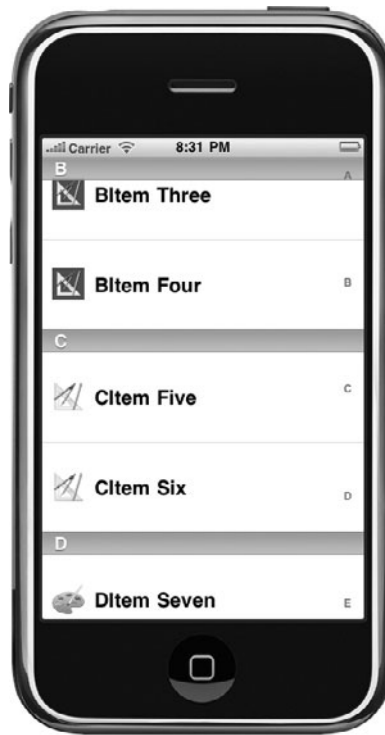 Carrier 8:31 PM
B
A
BItem Three
BItem Four
B
C
CItem Five
C
CItem Six
D
D
DItem Seven
E